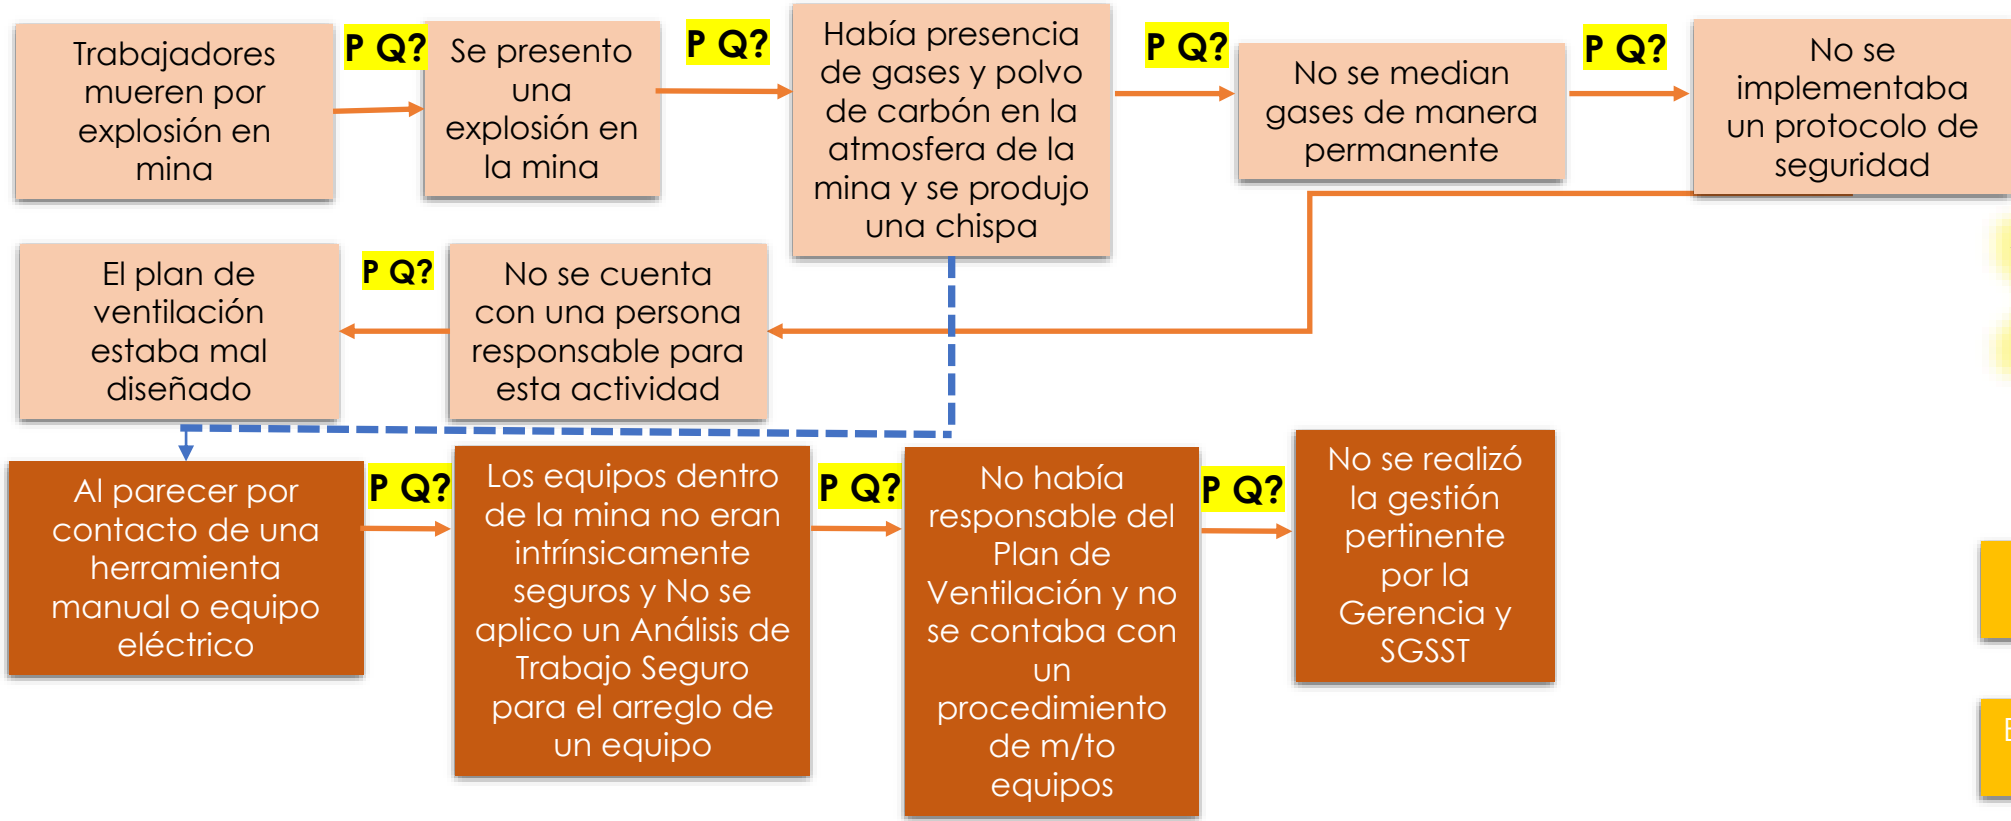 Trabajadores
mueren por
explosión en
mina
P Q?
Se presento
una
explosión en
la mina
P Q?
Había presencia
de gases y polvo
de carbón en la
atmosfera de la
mina y se produjo
una chispa
P Q?
No se median
gases de manera
permanente
P Q?
No se
implementaba
un protocolo de
seguridad
No se cuenta
con una persona
responsable para
esta actividad
P Q?
El plan de
ventilación
estaba mal
diseñado
Al parecer por
contacto de una
herramienta
manual o equipo
eléctrico
P Q?
Los equipos dentro
de la mina no eran
intrínsicamente
seguros y No se
aplico un Análisis de
Trabajo Seguro
para el arreglo de
un equipo
P Q?
No había
responsable del
Plan de
Ventilación y no
se contaba con
un
procedimiento
de m/to
equipos
P Q?
No se realizó
la gestión
pertinente
por la
Gerencia y
SGSST